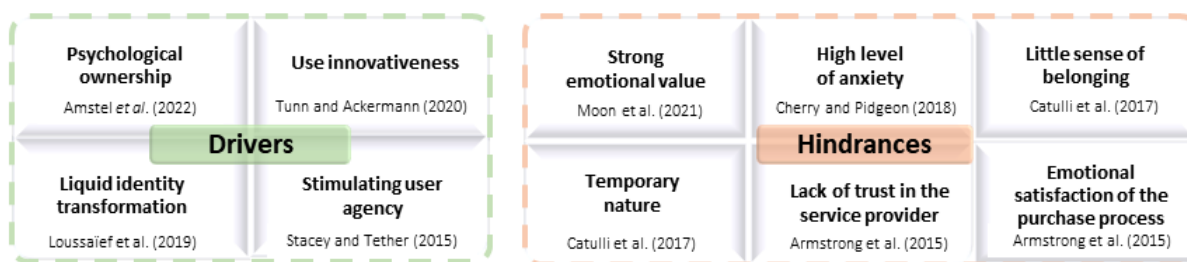 Psychological
ownership
Amstel et al. (2022)
Use innovativeness
Tunn and Ackermann (2020)
Drivers
Liquid identity
transformation
Loussaïef et al. (2019)
Stimulating user
agency
Stacey and Tether (2015)
Strong
emotional value
Moon et al. (2021)
High level
of anxiety
Cherry and Pidgeon (2018)
Little sense of
belonging
Catulli et al. (2017)
Hindrances
Temporary
nature
Catulli et al. (2017)
Lack of trust in the
service provider
Armstrong et al. (2015)
Emotional
satisfaction of the
purchase process
Armstrong et al. (2015)